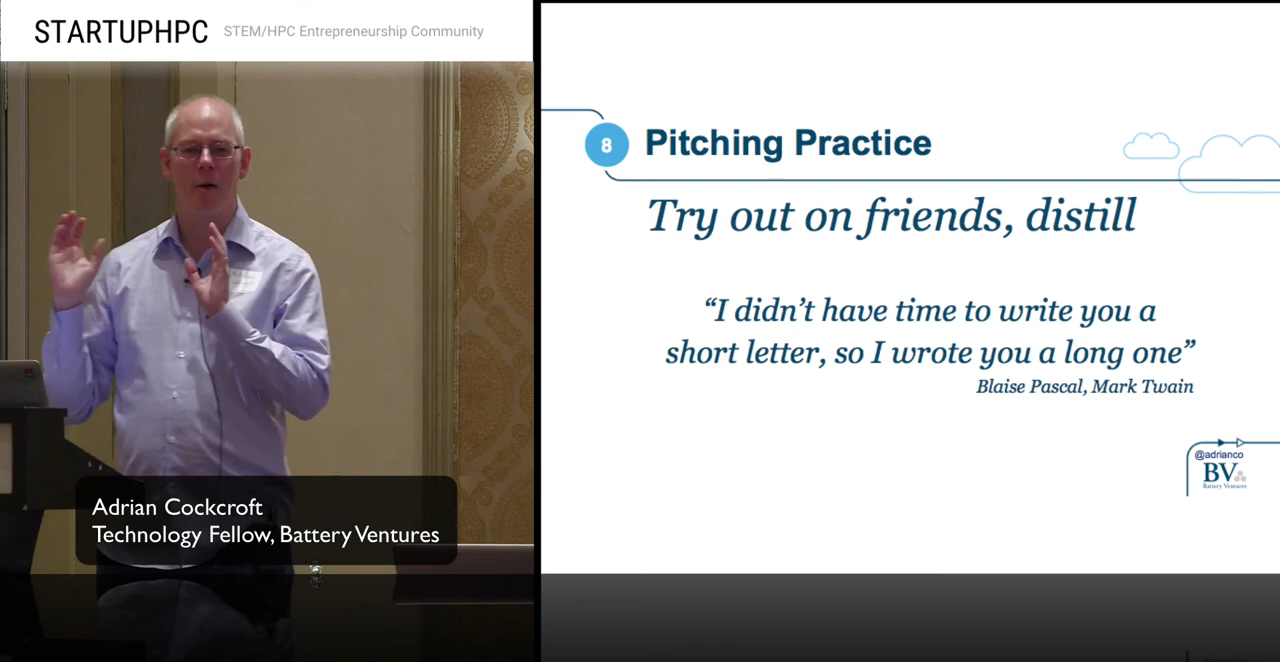 STARTUPHPC STEM/HPC Entrepreneurship Community
8 Pitching Practice
Try out on friends, distill
“I didn’t have time to write you a
short letter, so I wrote you a long one”
Blaise Pascal, Mark Twain
@adrianco
BV
Battery Ventures
Adrian Cockcroft
Technology Fellow, Battery Ventures